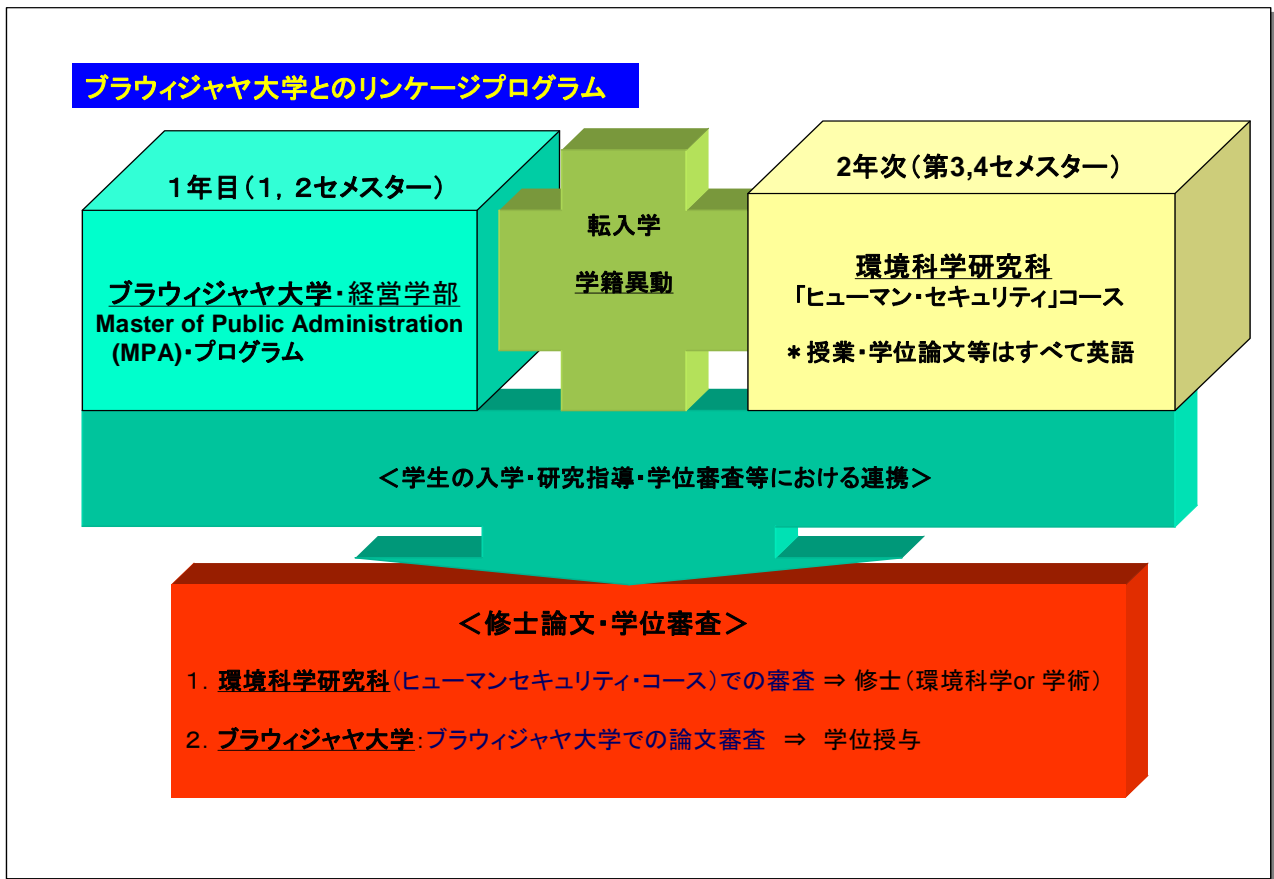 ブラウィジャヤ大学とのリンケージプログラム
1年目(1，２セメスター)
ブラウィジャヤ大学・経営学部
Master of Public Administration
(MPA)・プログラム
転入学
学籍異動
2年次(第3,4セメスター)
環境科学研究科
｢ヒューマン・セキュリティ｣コース
＊授業・学位論文等はすべて英語
＜学生の入学・研究指導・学位審査等における連携＞
＜修士論文・学位審査＞
1．環境科学研究科(ヒューマンセキュリティ・コース)での審査 ⇒ 修士(環境科学or 学術)
２．ブラウィジャヤ大学：ブラウィジャヤ大学での論文審査 ⇒ 学位授与